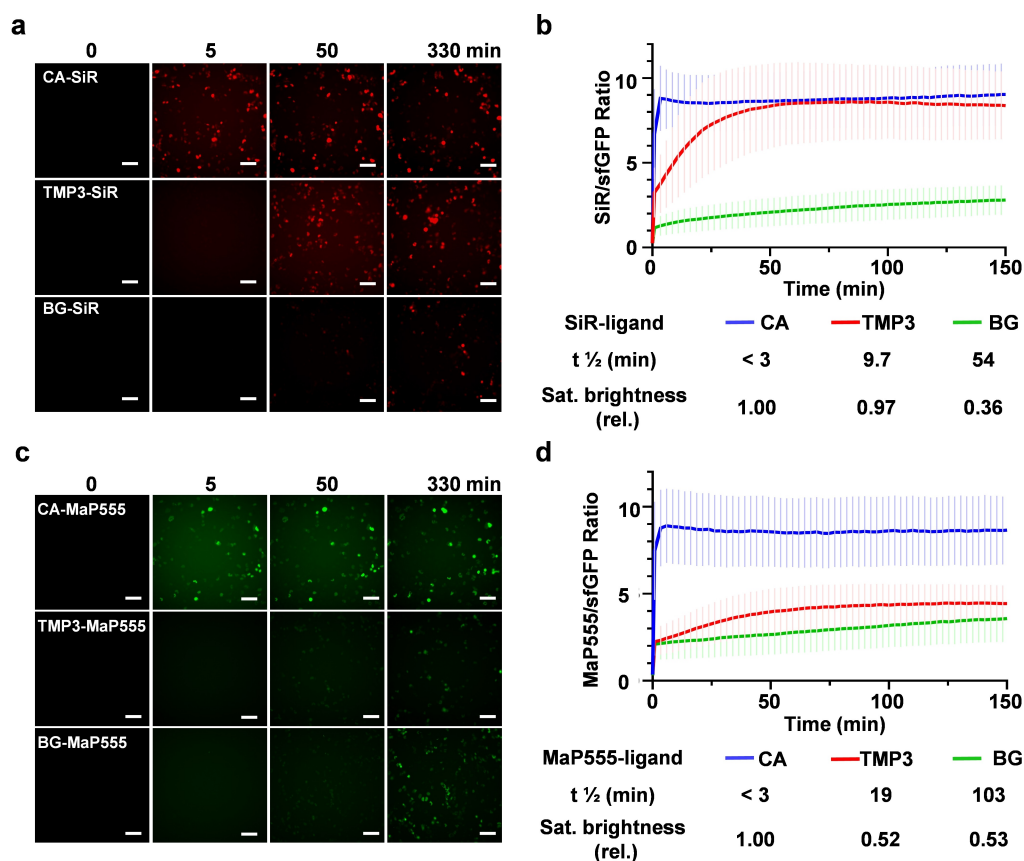 a
0 5 50 330 min
CA-SiR
TMP3-SiR
BG-SiR
b
SiR/sfGFP Ratio
10
5
0
0 50 100 150
Time (min)
SiR-ligand CA TMP3 BG
t ½ (min) < 3 9.7 54
Sat. brightness (rel.) 1.00 0.97 0.36
c
0 5 50 330 min
CA-MaP555
TMP3-MaP555
BG-MaP555
d
MaP555/sfGFP Ratio
10
5
0
0 50 100 150
Time (min)
MaP555-ligand CA TMP3 BG
t ½ (min) < 3 19 103
Sat. brightness (rel.) 1.00 0.52 0.53